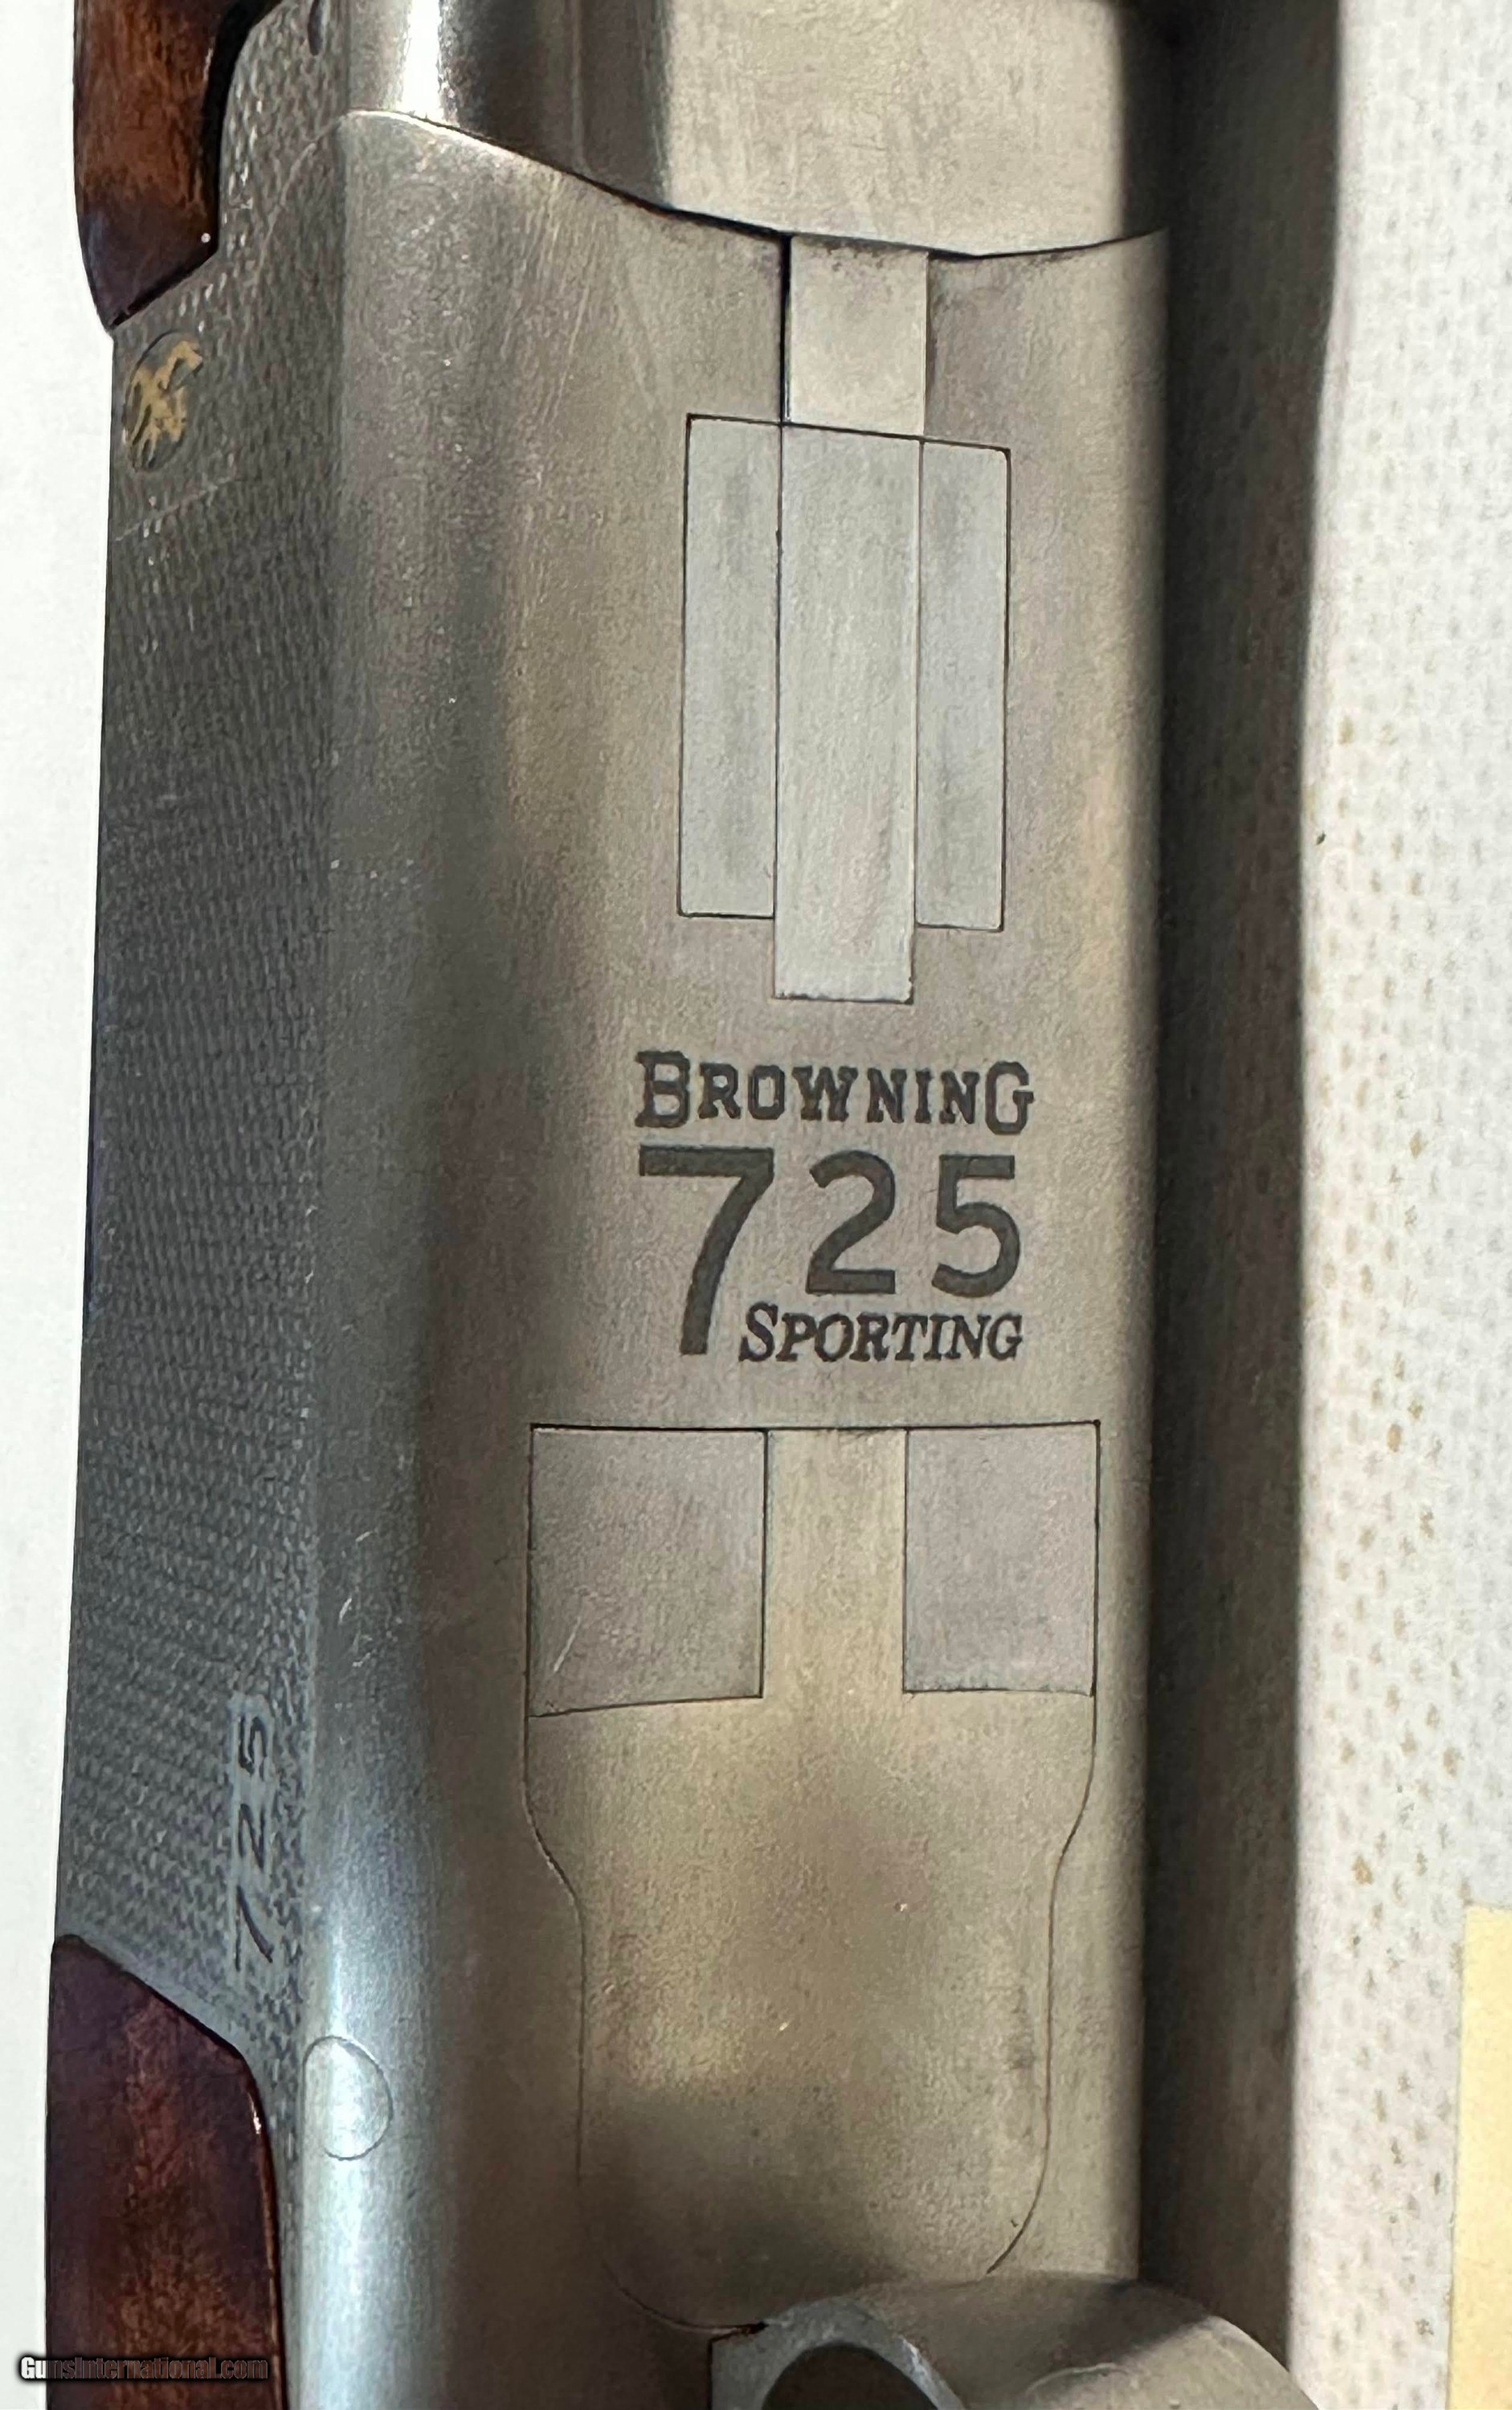 BROWNING
725
SPORTING
725
GunsInternational.com